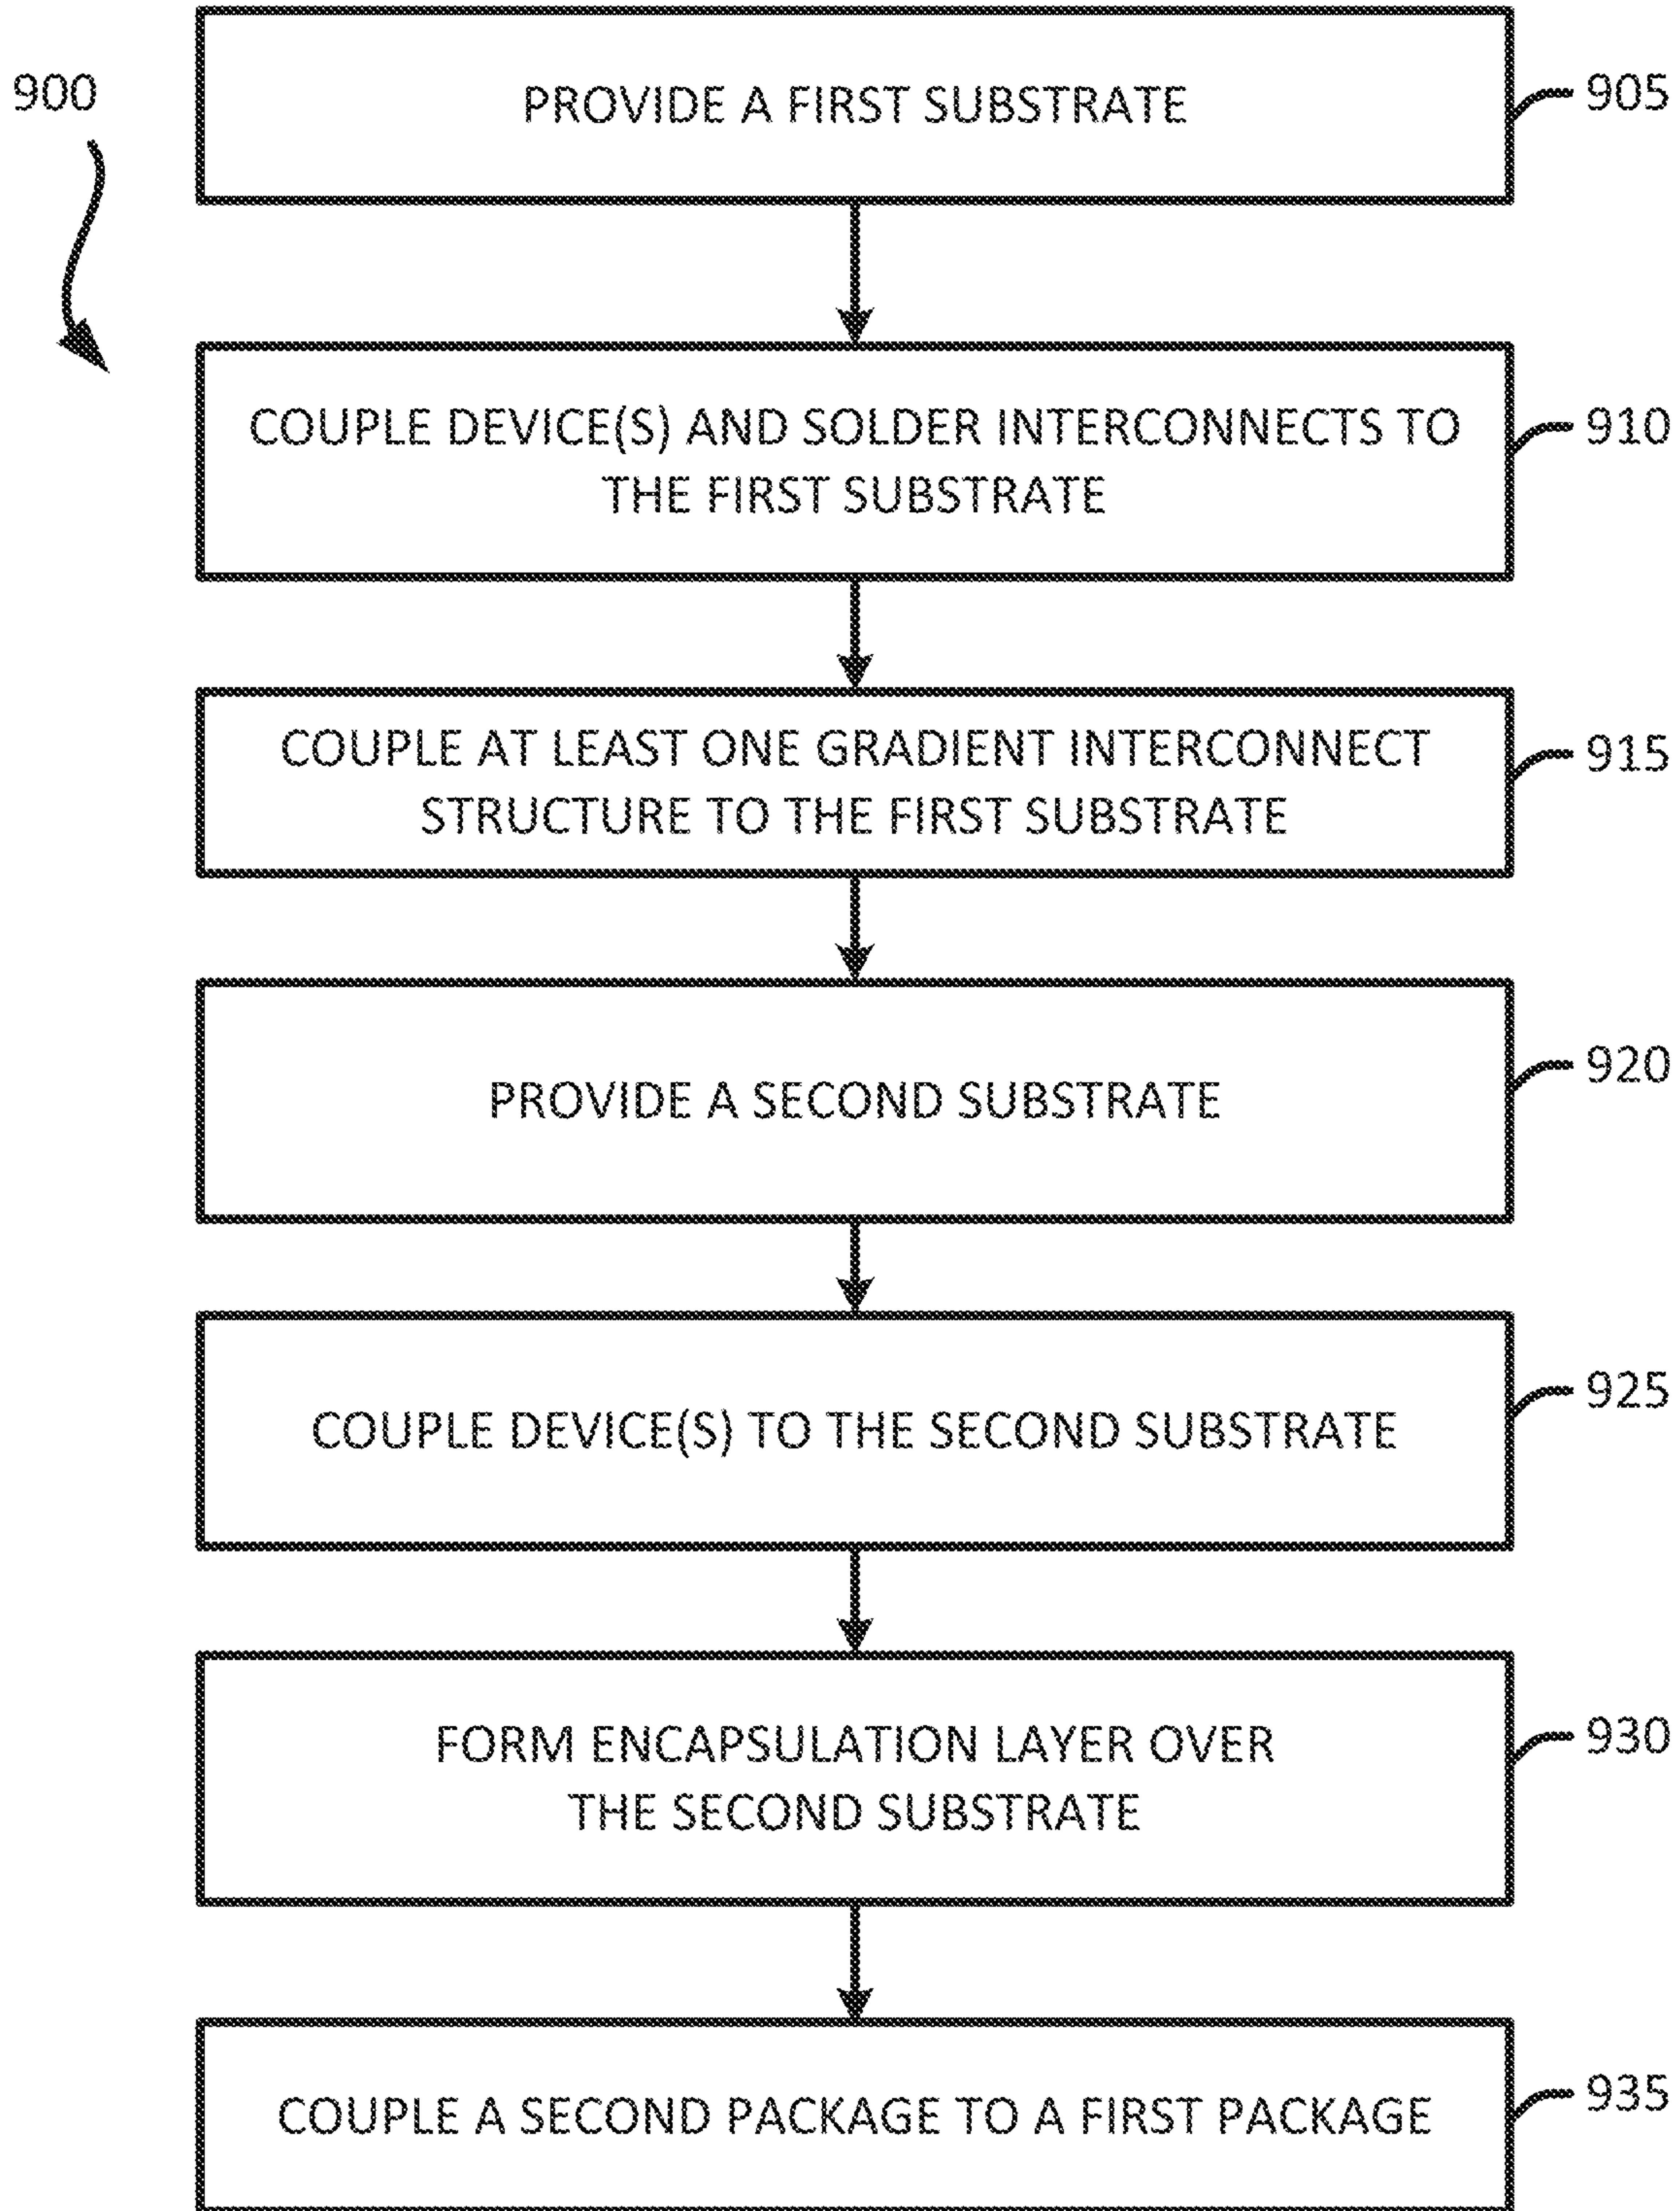 900
PROVIDE A FIRST SUBSTRATE
905
COUPLE DEVICE(S) AND SOLDER INTERCONNECTS TO
THE FIRST SUBSTRATE
910
COUPLE AT LEAST ONE GRADIENT INTERCONNECT
STRUCTURE TO THE FIRST SUBSTRATE
915
PROVIDE A SECOND SUBSTRATE
920
COUPLE DEVICE(S) TO THE SECOND SUBSTRATE
925
FORM ENCAPSULATION LAYER OVER
THE SECOND SUBSTRATE
930
COUPLE A SECOND PACKAGE TO A FIRST PACKAGE
935